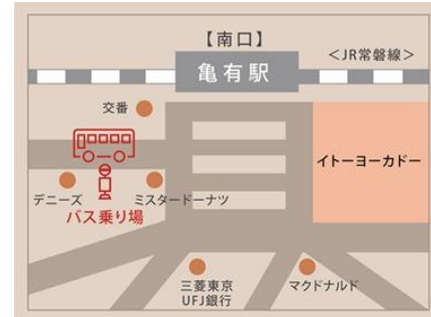 【南口】
<JR常磐線>
亀有駅
交番
イトーヨーカドー
デニーズ
ミスタードーナツ
バス乗り場
三菱東京
UFJ銀行
マクドナルド